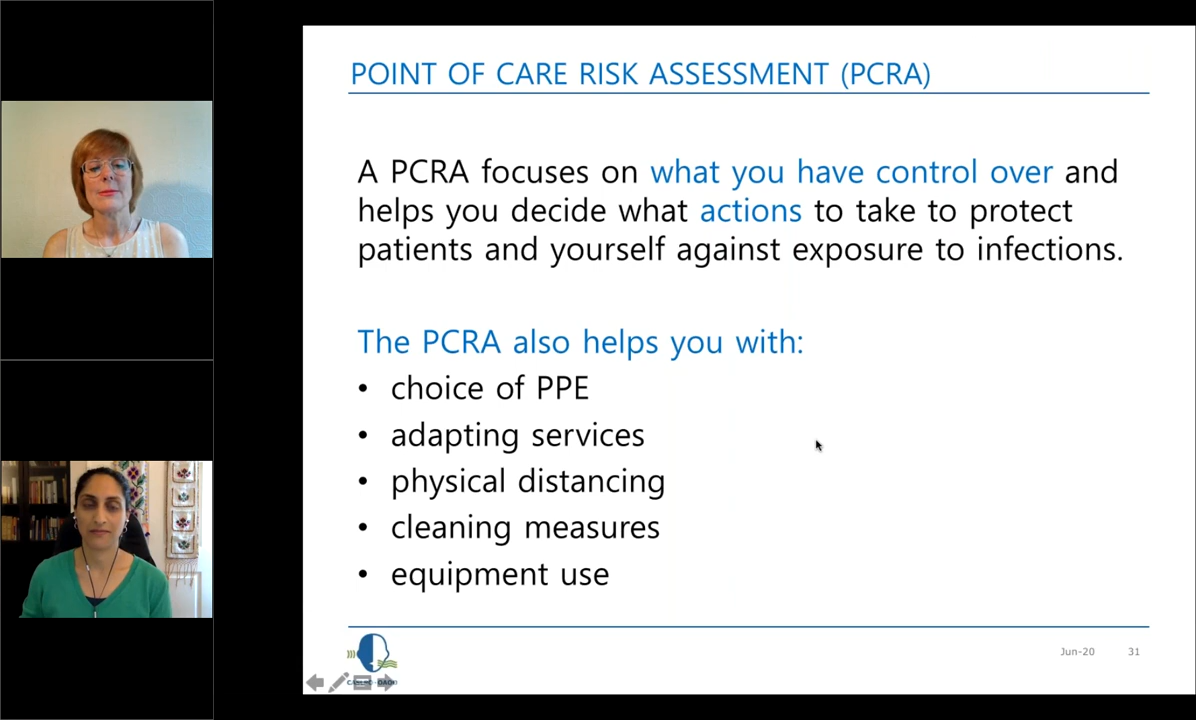 POINT OF CARE RISK ASSESSMENT (PCRA)
A PCRA focuses on what you have control over and
helps you decide what actions to take to protect
patients and yourself against exposure to infections.
The PCRA also helps you with:
• choice of PPE
• adapting services
• physical distancing
• cleaning measures
• equipment use
Jun-20 31